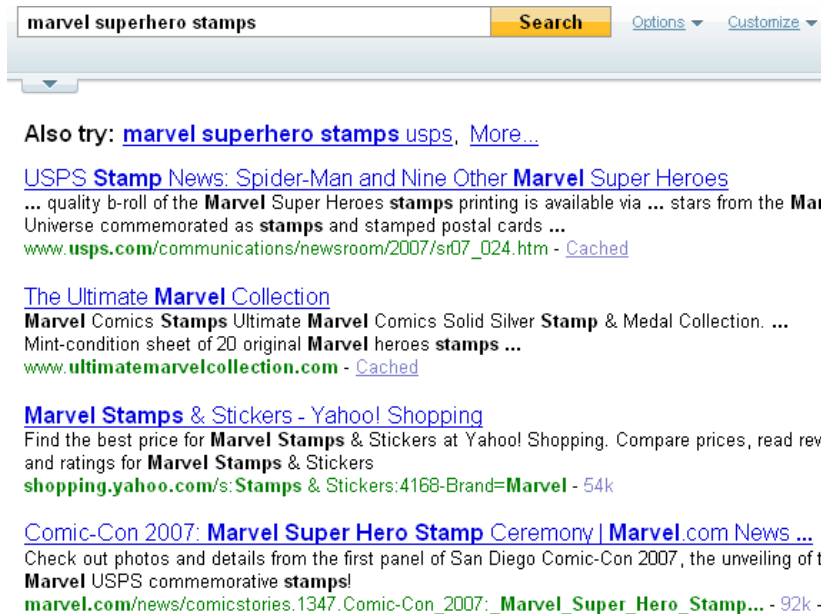 marvel superhero stamps Search Options Customize
Also try: marvel superhero stamps usps, More...
USPS Stamp News: Spider-Man and Nine Other Marvel Super Heroes
... quality b-roll of the Marvel Super Heroes stamps printing is available via ... stars from the Mar
Universe commemorated as stamps and stamped postal cards ...
www.usps.com/communications/newsroom/2007/sr07_024.htm - Cached
The Ultimate Marvel Collection
Marvel Comics Stamps Ultimate Marvel Comics Solid Silver Stamp & Medal Collection. ...
Mint-condition sheet of 20 original Marvel heroes stamps ...
www.ultimatemarvelcollection.com - Cached
Marvel Stamps & Stickers - Yahoo! Shopping
Find the best price for Marvel Stamps & Stickers at Yahoo! Shopping. Compare prices, read rev
and ratings for Marvel Stamps & Stickers
shopping.yahoo.com/s:Stamps & Stickers:4168-Brand=Marvel - 54k
Comic-Con 2007: Marvel Super Hero Stamp Ceremony | Marvel.com News ...
Check out photos and details from the first panel of San Diego Comic-Con 2007, the unveiling of t
Marvel USPS commemorative stamps!
marvel.com/news/comicstories.1347.Comic-Con_2007:_Marvel_Super_Hero_Stamp... - 92k -